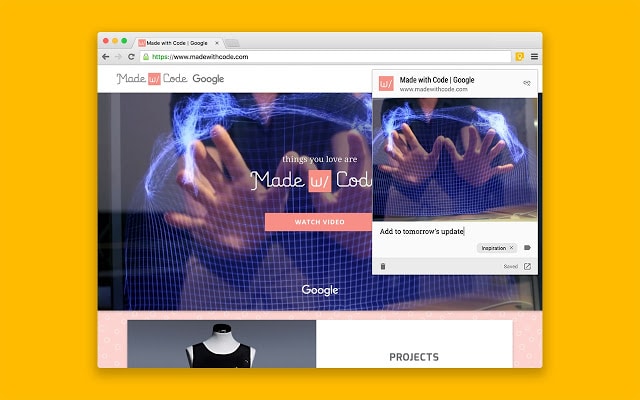 Made with Code | Google
https://www.madewithcode.com
Made w/ Code Google
things you love are
Made w/ Cod
WATCH VIDEO
Google
PROJECTS
w/
Made with Code | Google
www.madewithcode.com
Add to tomorrow's update
Inspiration
Saved